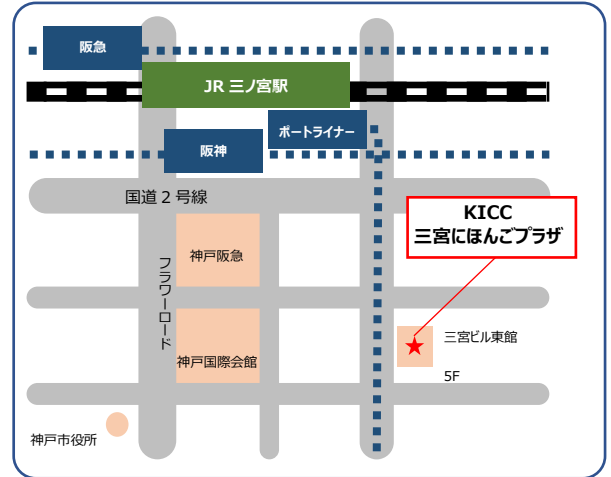 阪急
JR 三ノ宮駅
ポートライナー
阪神
国道 2 号線
KICC
三宮にほんごプラザ
神戸阪急
フラワーロード
三宮ビル東館
神戸国際会館
5F
神戸市役所